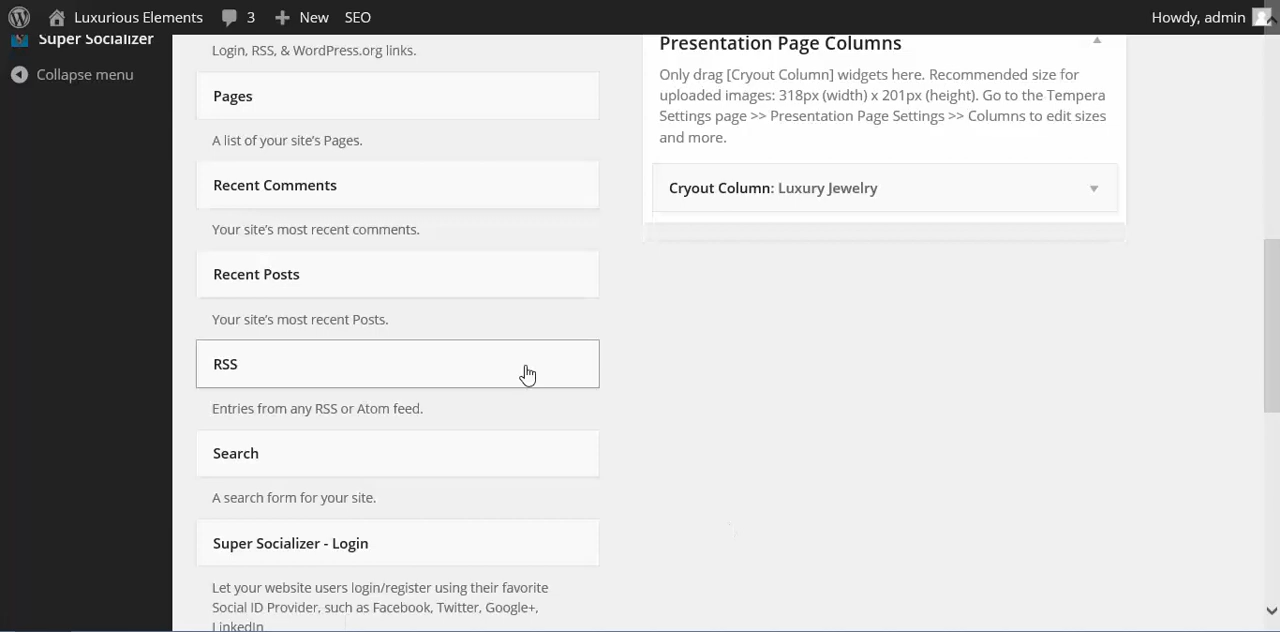 Luxurious Elements 3 New SEO Howdy, admin
Super Socializer
Collapse menu
Login, RSS, & WordPress.org links.
Pages
A list of your site's Pages.
Recent Comments
Your site's most recent comments.
Recent Posts
Your site's most recent Posts.
RSS
Entries from any RSS or Atom feed.
Search
A search form for your site.
Super Socializer - Login
Let your website users login/register using their favorite
Social ID Provider, such as Facebook, Twitter, Google+,
LinkedIn
Presentation Page Columns
Only drag [Cryout Column] widgets here. Recommended size for
uploaded images: 318px (width) x 201px (height). Go to the Tempera
Settings page >> Presentation Page Settings >> Columns to edit sizes
and more.
Cryout Column: Luxury Jewelry